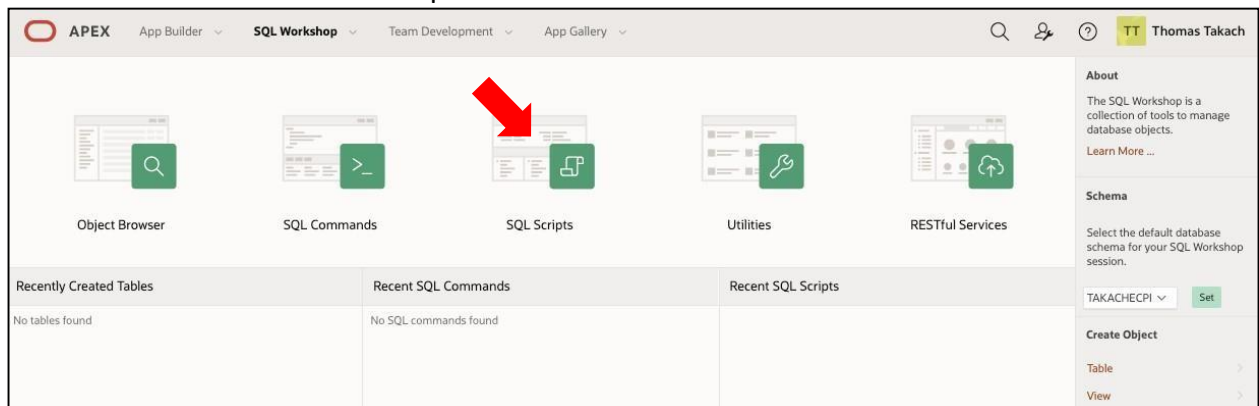 APEX App Builder SQL Workshop Team Development App Gallery TT Thomas Takach
Object Browser SQL Commands SQL Scripts Utilities RESTful Services
Recently Created Tables Recent SQL Commands Recent SQL Scripts
No tables found No SQL commands found
About
The SQL Workshop is a
collection of tools to manage
database objects.
Learn More ...
Schema
Select the default database
schema for your SQL Workshop
session.
TAKACHECPI Set
Create Object
Table
View